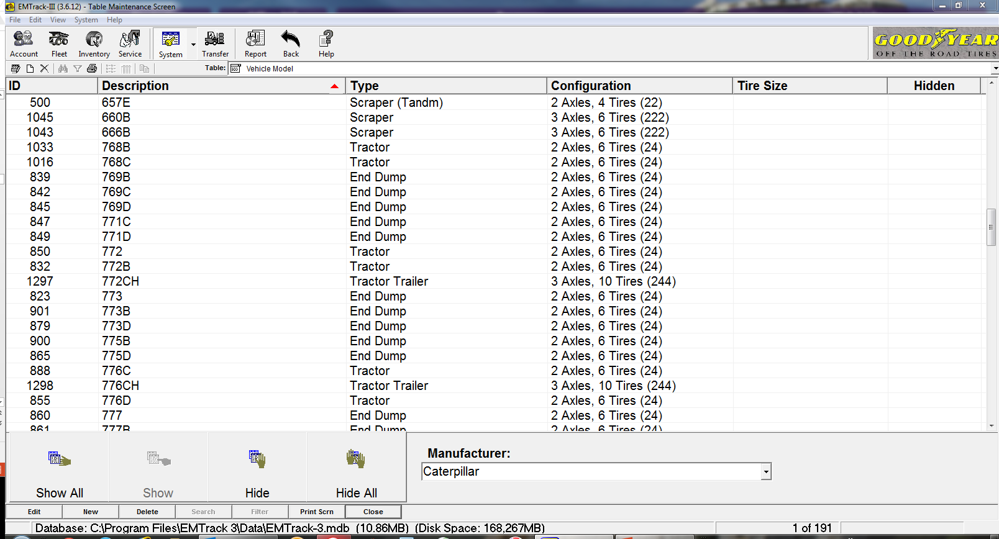 EMTrack-III (3.6.12) - Table Maintenance Screen
File Edit View System Help
Account Fleet Inventory Service System Transfer Report Back Help
GOODYEAR
OFF THE ROAD TIRES
Table: Vehicle Model
ID Description Type Configuration Tire Size Hidden
500 657E Scraper (Tandm) 2 Axles, 4 Tires (22)
1045 660B Scraper 3 Axles, 6 Tires (222)
1043 666B Scraper 3 Axles, 6 Tires (222)
1033 768B Tractor 2 Axles, 6 Tires (24)
1016 768C Tractor 2 Axles, 6 Tires (24)
839 769B End Dump 2 Axles, 6 Tires (24)
842 769C End Dump 2 Axles, 6 Tires (24)
845 769D End Dump 2 Axles, 6 Tires (24)
847 771C End Dump 2 Axles, 6 Tires (24)
849 771D End Dump 2 Axles, 6 Tires (24)
850 772 Tractor 2 Axles, 6 Tires (24)
832 772B Tractor 2 Axles, 6 Tires (24)
1297 772CH Tractor Trailer 3 Axles, 10 Tires (244)
823 773 End Dump 2 Axles, 6 Tires (24)
901 773B End Dump 2 Axles, 6 Tires (24)
879 773D End Dump 2 Axles, 6 Tires (24)
900 775B End Dump 2 Axles, 6 Tires (24)
865 775D End Dump 2 Axles, 6 Tires (24)
888 776C Tractor 2 Axles, 6 Tires (24)
1298 776CH Tractor Trailer 3 Axles, 10 Tires (244)
855 776D Tractor 2 Axles, 6 Tires (24)
860 777 End Dump 2 Axles, 6 Tires (24)
861 777B End Dump 2 Axles, 6 Tires (24)
Manufacturer:
Caterpillar
Show All Show Hide Hide All
Edit New Delete Search Filter Print Scrn Close
Database: C:\Program Files\EMTrack 3\Data\EMTrack-3.mdb (10.86MB) (Disk Space: 168,267MB) 1 of 191